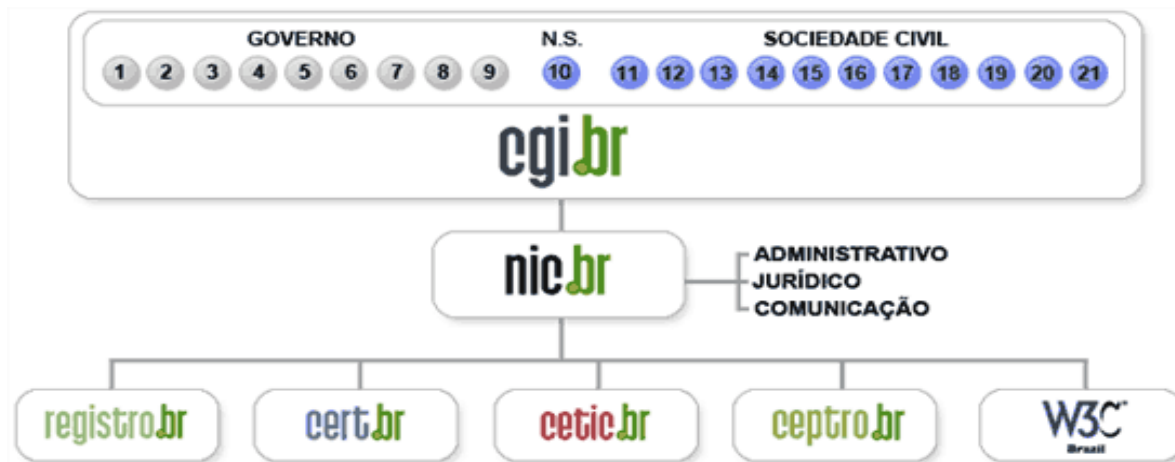 GOVERNO N.S. SOCIEDADE CIVIL
1 2 3 4 5 6 7 8 9 10 11 12 13 14 15 16 17 18 19 20 21
cgi.br
nic.br
ADMINISTRATIVO
JURÍDICO
COMUNICAÇÃO
registro.br cert.br cetic.br ceptro.br W3C™
Brazil